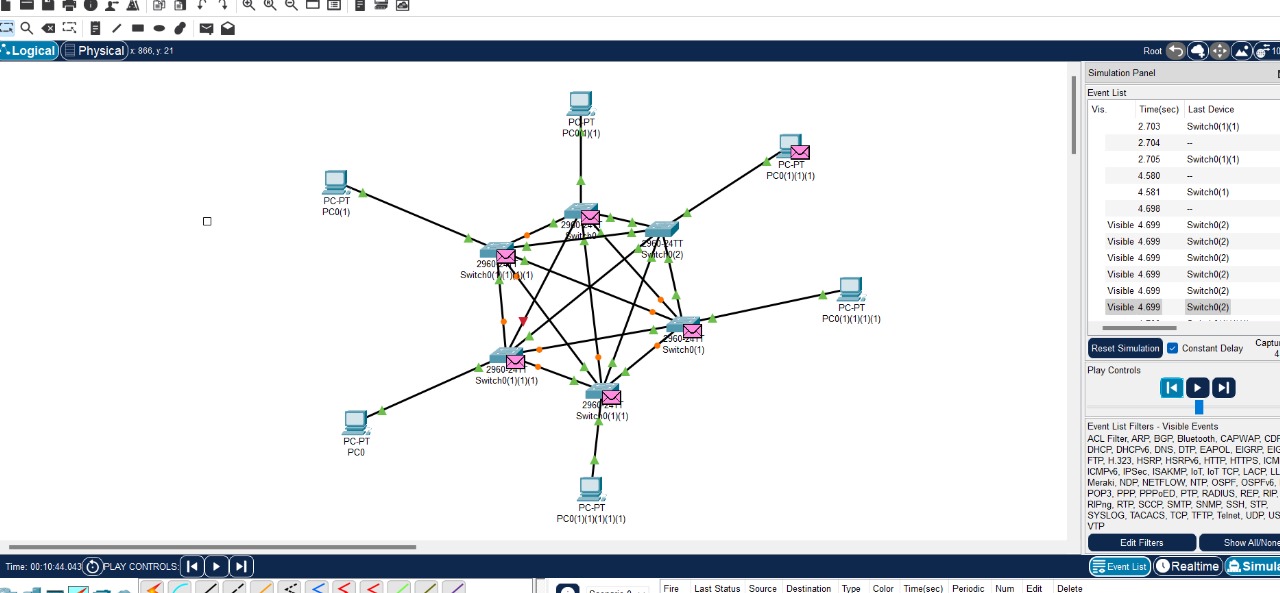 Logical Physical x: 866, y: 21 Root
Simulation Panel
Event List
Vis. Time(sec) Last Device
2.703 Switch0(1)(1)
2.704 --
2.705 Switch0(1)(1)
4.580 --
4.581 Switch0(1)
4.698 --
Visible 4.699 Switch0(2)
Visible 4.699 Switch0(2)
Visible 4.699 Switch0(2)
Visible 4.699 Switch0(2)
Visible 4.699 Switch0(2)
Visible 4.699 Switch0(2)
Reset Simulation Constant Delay Captu
4
Play Controls
Event List Filters - Visible Events
ACL Filter, ARP, BGP, Bluetooth, CAPWAP, CDP
DHCP, DHCPv6, DNS, DTP, EAPOL, EIGRP, EIG
FTP, H.323, HSRP, HSRPv6, HTTP, HTTPS, ICM
ICMPv6, IPSec, ISAKMP, IoT, IoT TCP, LACP, LL
Meraki, NDP, NETFLOW, NTP, OSPF, OSPFv6,
POP3, PPP, PPPoED, PTP, RADIUS, REP, RIP,
RIPng, RTP, SCCP, SMTP, SNMP, SSH, STP,
SYSLOG, TACACS, TCP, TFTP, Telnet, UDP, US
VTP
Edit Filters Show All/None
Event List Realtime Simula
PC-PT
PC0(1)(1)
PC-PT
PC0(1)(1)(1)
PC-PT
PC0(1)
2960-24TT
Switch0
2960-24TT
Switch0(2)
2960-24TT
Switch0(1)(1)(1)(1)
PC-PT
PC0(1)(1)(1)(1)
2960-24TT
Switch0(1)
2960-24TT
Switch0(1)(1)(1)
2960-24TT
Switch0(1)(1)
PC-PT
PC0
PC-PT
PC0(1)(1)(1)(1)(1)
Time: 00:10:44.043 PLAY CONTROLS:
Fire Last Status Source Destination Type Color Time(sec) Periodic Num Edit Delete